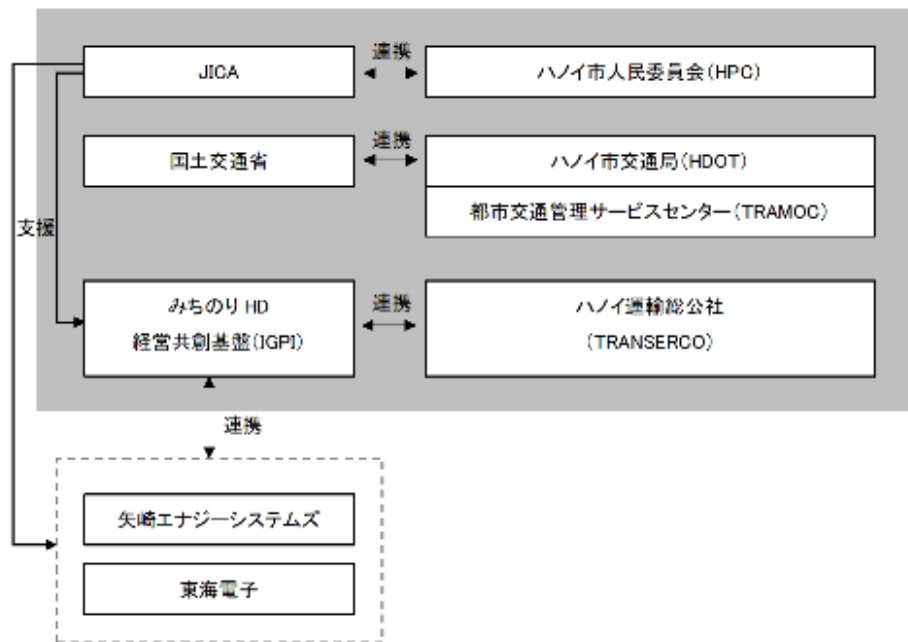 JICA
連携
ハノイ市人民委員会(HPC)
国土交通省
連携
ハノイ市交通局(HDOT)
都市交通管理サービスセンター(TRAMOC)
支援
みちのり HD
経営共創基盤(IGPI)
連携
ハノイ運輸総公社
(TRANSERCO)
連携
矢崎エナジーシステムズ
東海電子